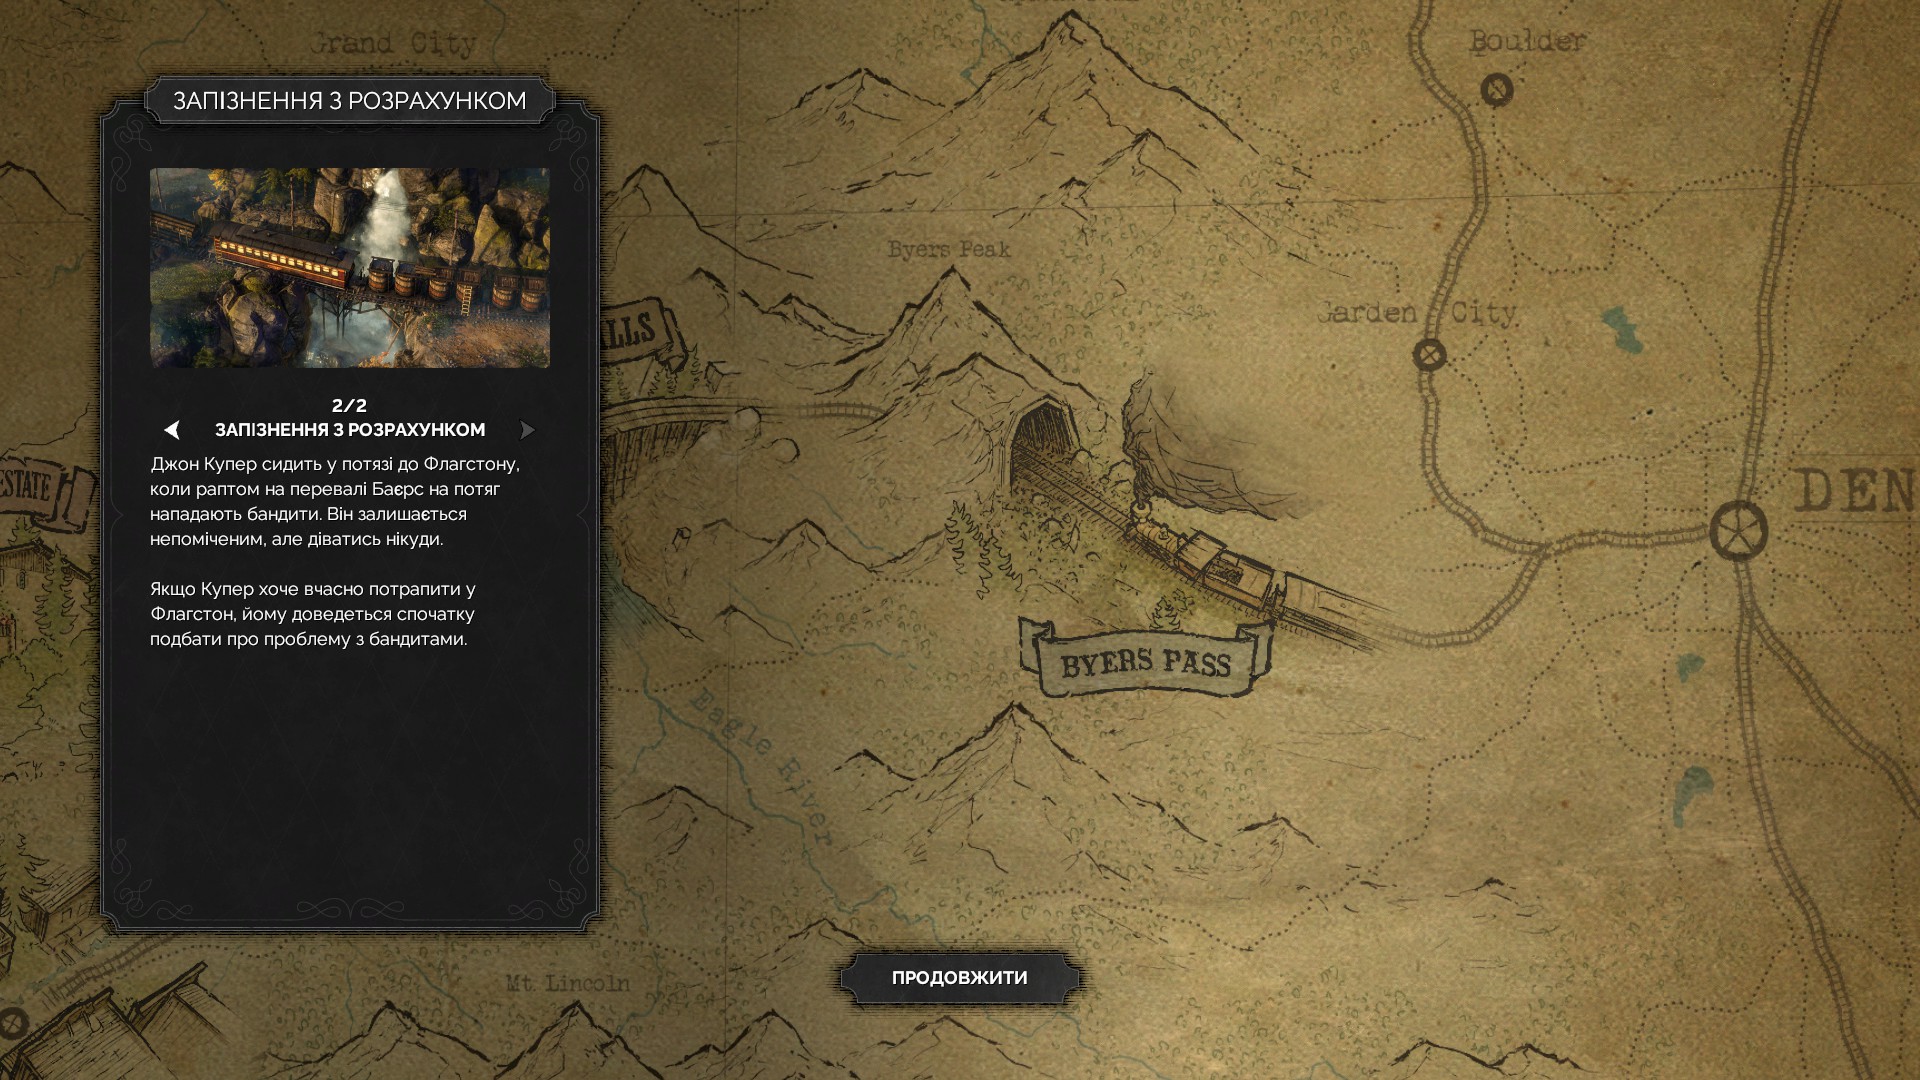 Grand City
Boulder
ЗАПІЗНЕННЯ З РОЗРАХУНКОМ
Byers Peak
Garden City
2/2
ЗАПІЗНЕННЯ З РОЗРАХУНКОМ
Джон Купер сидить у потязі до Флагстону,
коли раптом на перевалі Баєрс на потяг
нападають бандити. Він залишається
непоміченим, але діватись нікуди.
Якщо Купер хоче вчасно потрапити у
Флагстон, йому доведеться спочатку
подбати про проблему з бандитами.
ESTATE
DEN
BYERS PASS
Eagle River
Mt. Lincoln
ПРОДОВЖИТИ